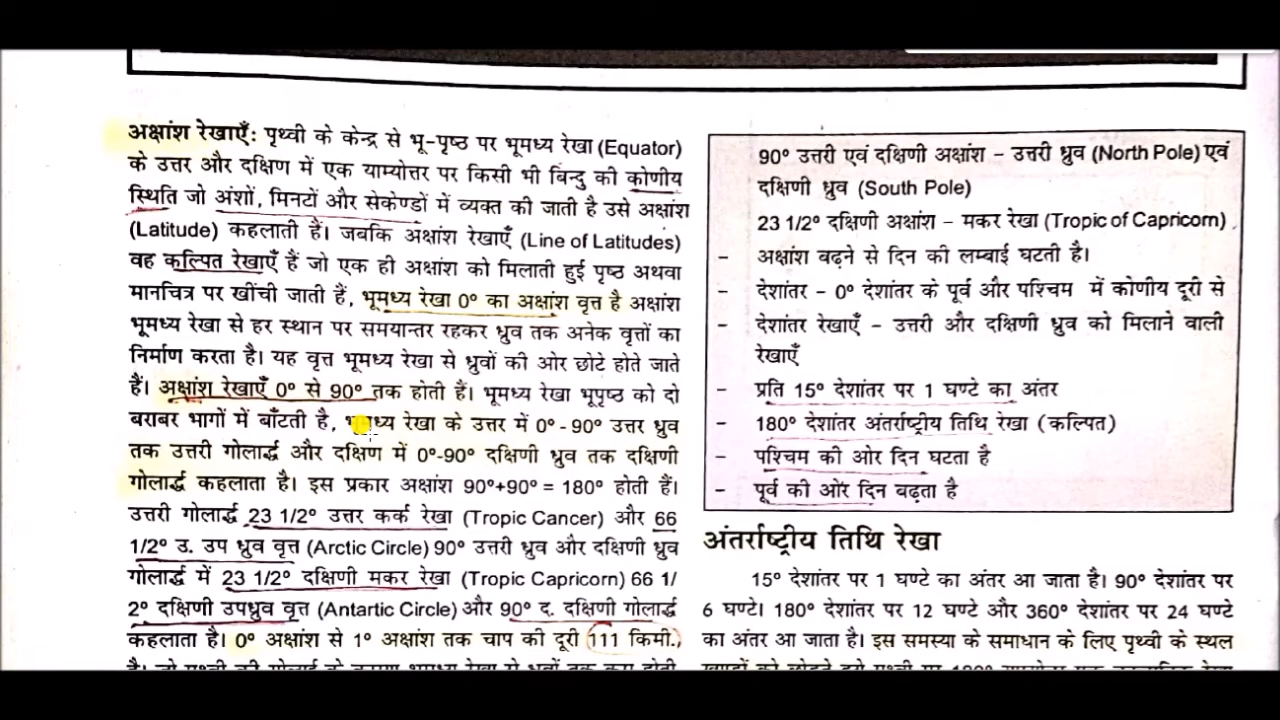 अक्षांश रेखाएँ: पृथ्वी के केन्द्र से भू-पृष्ठ पर भूमध्य रेखा (Equator)
के उत्तर और दक्षिण में एक याम्योत्तर पर किसी भी बिन्दु की कोणीय
स्थिति जो अंशों, मिनटों और सेकेण्डों में व्यक्त की जाती है उसे अक्षांश
(Latitude) कहलाती हैं। जबकि अक्षांश रेखाएँ (Line of Latitudes)
वह कल्पित रेखाएँ हैं जो एक ही अक्षांश को मिलाती हुई पृष्ठ अथवा
मानचित्र पर खींची जाती हैं, भूमध्य रेखा 0° का अक्षांश वृत्त है अक्षांश
भूमध्य रेखा से हर स्थान पर समयान्तर रहकर ध्रुव तक अनेक वृत्तों का
निर्माण करता है। यह वृत्त भूमध्य रेखा से ध्रुवों की ओर छोटे होते जाते
हैं। अक्षांश रेखाएँ 0° से 90° तक होती हैं। भूमध्य रेखा भूपृष्ठ को दो
बराबर भागों में बाँटती है, भूमध्य रेखा के उत्तर में 0° - 90° उत्तर ध्रुव
तक उत्तरी गोलार्द्ध और दक्षिण में 0°-90° दक्षिणी ध्रुव तक दक्षिणी
गोलार्द्ध कहलाता है। इस प्रकार अक्षांश 90°+90° = 180° होती हैं।
उत्तरी गोलार्द्ध 23 1/2° उत्तर कर्क रेखा (Tropic Cancer) और 66
1/2° उ. उप ध्रुव वृत्त (Arctic Circle) 90° उत्तरी ध्रुव और दक्षिणी ध्रुव
गोलार्द्ध में 23 1/2° दक्षिणी मकर रेखा (Tropic Capricorn) 66 1/
2° दक्षिणी उपध्रुव वृत्त (Antartic Circle) और 90° द. दक्षिणी गोलार्द्ध
कहलाता है। 0° अक्षांश से 1° अक्षांश तक चाप की दूरी 111 किमी.,
90° उत्तरी एवं दक्षिणी अक्षांश - उत्तरी ध्रुव (North Pole) एवं
दक्षिणी ध्रुव (South Pole)
23 1/2° दक्षिणी अक्षांश - मकर रेखा (Tropic of Capricorn)
- अक्षांश बढ़ने से दिन की लम्बाई घटती है।
- देशांतर - 0° देशांतर के पूर्व और पश्चिम में कोणीय दूरी से
- देशांतर रेखाएँ - उत्तरी और दक्षिणी ध्रुव को मिलाने वाली
रेखाएँ
- प्रति 15° देशांतर पर 1 घण्टे का अंतर
- 180° देशांतर अंतर्राष्ट्रीय तिथि रेखा (कल्पित)
- पश्चिम की ओर दिन घटता है
- पूर्व की ओर दिन बढ़ता है
अंतर्राष्ट्रीय तिथि रेखा
15° देशांतर पर 1 घण्टे का अंतर आ जाता है। 90° देशांतर पर
6 घण्टे। 180° देशांतर पर 12 घण्टे और 360° देशांतर पर 24 घण्टे
का अंतर आ जाता है। इस समस्या के समाधान के लिए पृथ्वी के स्थल